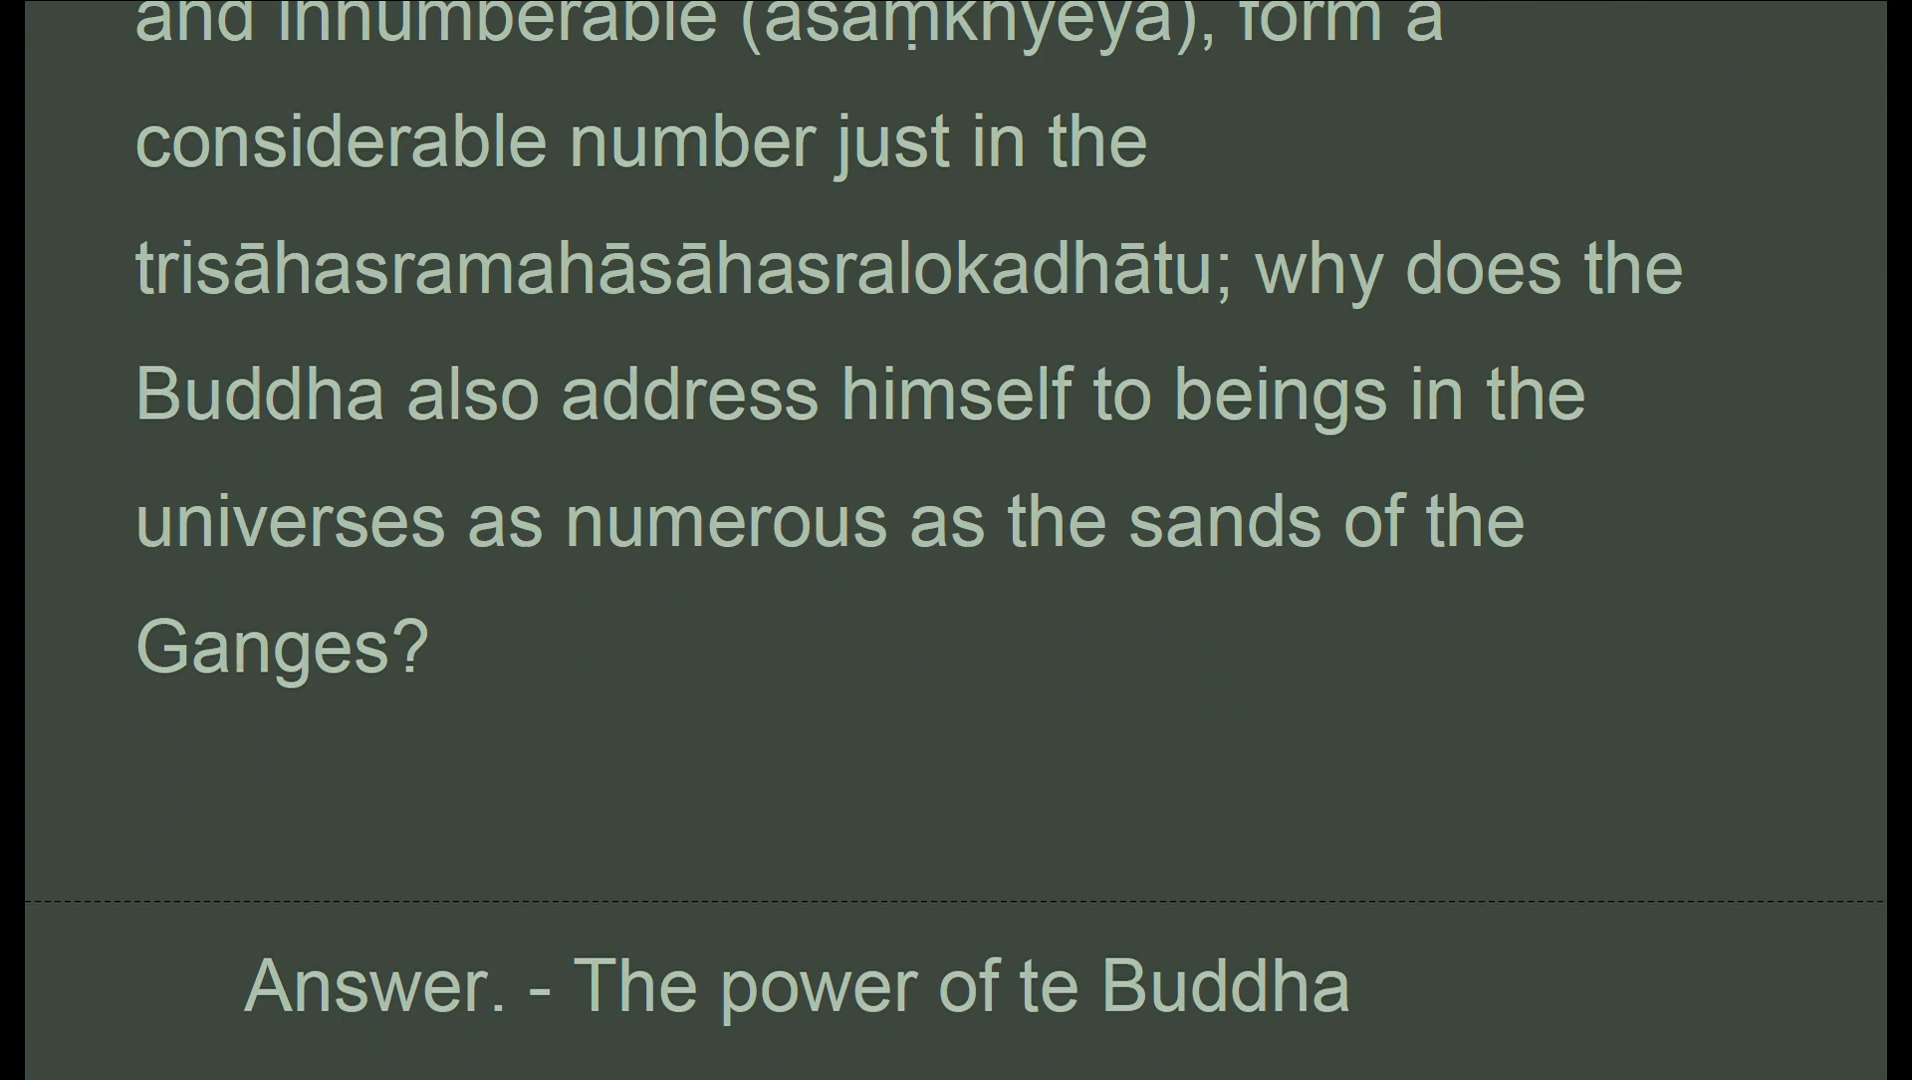 and innumberable (asaṃkhyeya), form a
considerable number just in the
trisāhasramahāsāhasralokadhātu; why does the
Buddha also address himself to beings in the
universes as numerous as the sands of the
Ganges?
Answer. - The power of te Buddha